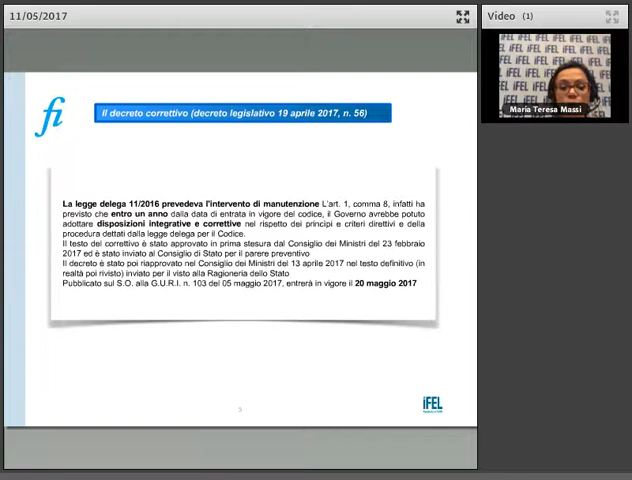 11/05/2017
Video (1)
iFEL iFEL iFEL iFEL
Maria Teresa Massi
fi
Il decreto correttivo (decreto legislativo 19 aprile 2017, n. 56)
La legge delega 11/2016 prevedeva l'intervento di manutenzione L'art. 1, comma 8, infatti ha
previsto che entro un anno dalla data di entrata in vigore del codice, il Governo avrebbe potuto
adottare disposizioni integrative e correttive nel rispetto dei principi e criteri direttivi e della
procedura dettati dalla legge delega per il Codice.
Il testo del correttivo è stato approvato in prima stesura dal Consiglio dei Ministri del 23 febbraio
2017 ed è stato inviato al Consiglio di Stato per il parere preventivo
Il decreto è stato poi riapprovato nel Consiglio dei Ministri del 13 aprile 2017 nel testo definitivo (in
realtà poi rivisto) inviato per il visto alla Ragioneria dello Stato
Pubblicato sul S.O. alla G.U.R.I. n. 103 del 05 maggio 2017, entrerà in vigore il 20 maggio 2017
3
iFEL